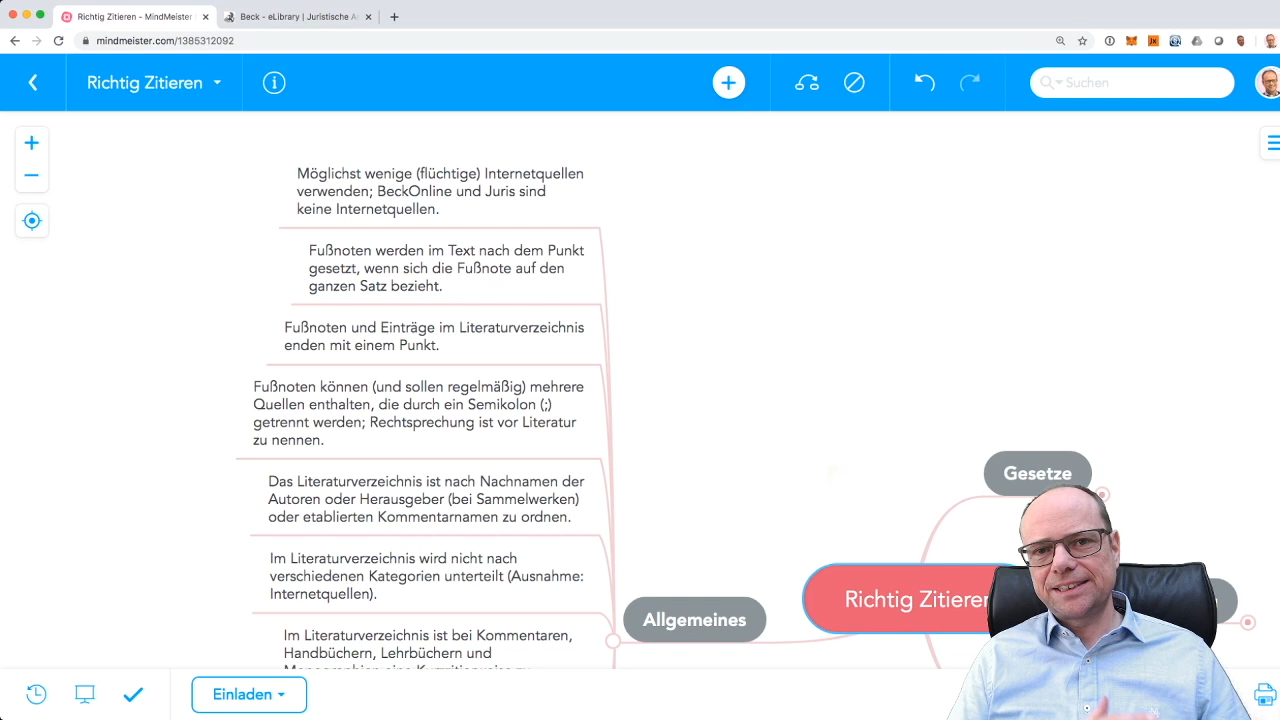 Richtig Zitieren - MindMeister
Beck - eLibrary | Juristische A
mindmeister.com/1385312092
Richtig Zitieren
Suchen
Möglichst wenige (flüchtige) Internetquellen
verwenden; BeckOnline und Juris sind
keine Internetquellen.
Fußnoten werden im Text nach dem Punkt
gesetzt, wenn sich die Fußnote auf den
ganzen Satz bezieht.
Fußnoten und Einträge im Literaturverzeichnis
enden mit einem Punkt.
Fußnoten können (und sollen regelmäßig) mehrere
Quellen enthalten, die durch ein Semikolon (;)
getrennt werden; Rechtsprechung ist vor Literatur
zu nennen.
Das Literaturverzeichnis ist nach Nachnamen der
Autoren oder Herausgeber (bei Sammelwerken)
oder etablierten Kommentarnamen zu ordnen.
Im Literaturverzeichnis wird nicht nach
verschiedenen Kategorien unterteilt (Ausnahme:
Internetquellen).
Im Literaturverzeichnis ist bei Kommentaren,
Handbüchern, Lehrbüchern und
Allgemeines
Gesetze
Richtig Zitieren
Einladen